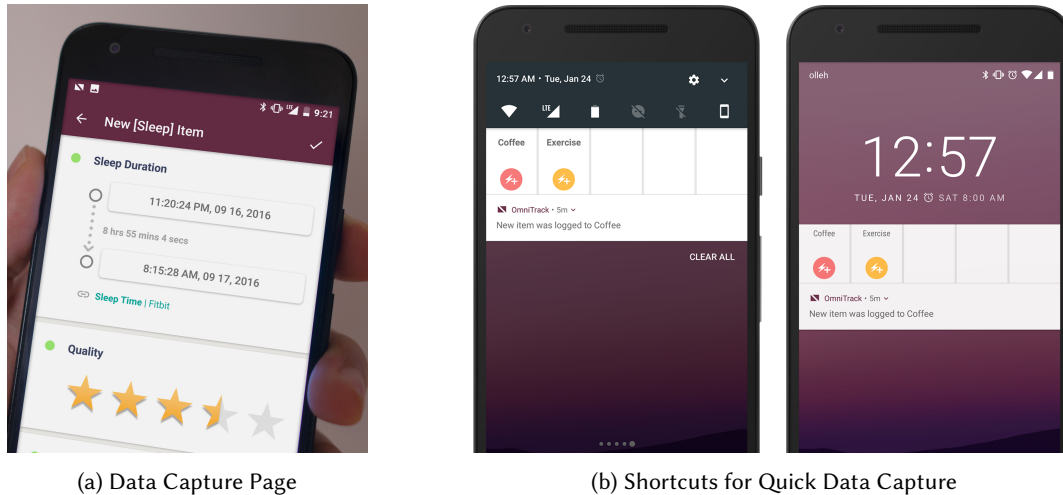 9:21
New [Sleep] Item
Sleep Duration
11:20:24 PM, 09 16, 2016
8 hrs 55 mins 4 secs
8:15:28 AM, 09 17, 2016
Sleep Time | Fitbit
Quality
(a) Data Capture Page
12:57 AM • Tue, Jan 24
LTE
Coffee Exercise
OmniTrack • 5m
New item was logged to Coffee
CLEAR ALL
olleh
12:57
TUE, JAN 24 SAT 8:00 AM
Coffee Exercise
OmniTrack • 5m
New item was logged to Coffee
(b) Shortcuts for Quick Data Capture